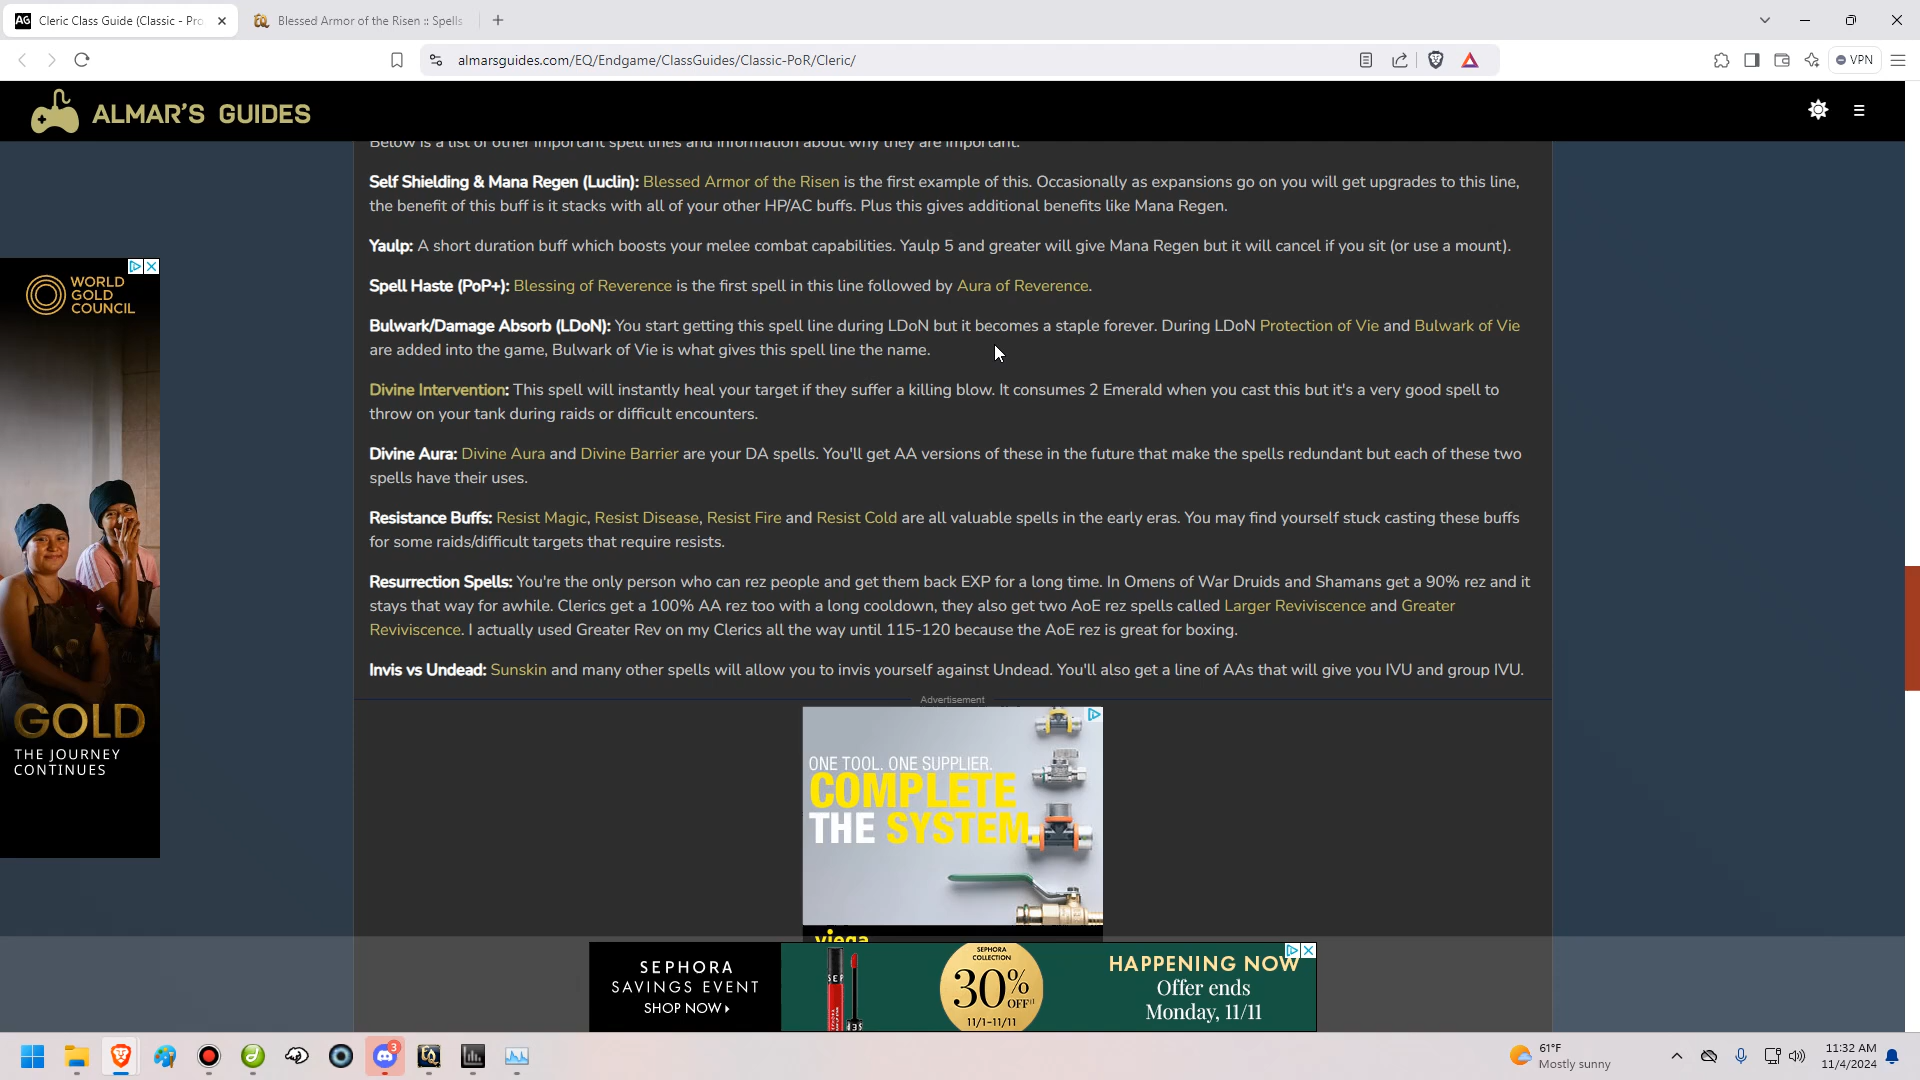 Cleric Class Guide (Classic - Pro
Blessed Armor of the Risen :: Spells
almarsguides.com/EQ/Endgame/ClassGuides/Classic-PoR/Cleric/
VPN
ALMAR'S GUIDES
Below is a list of other important spell lines and information about why they are important.
Self Shielding & Mana Regen (Luclin): Blessed Armor of the Risen is the first example of this. Occasionally as expansions go on you will get upgrades to this line,
the benefit of this buff is it stacks with all of your other HP/AC buffs. Plus this gives additional benefits like Mana Regen.
Yaulp: A short duration buff which boosts your melee combat capabilities. Yaulp 5 and greater will give Mana Regen but it will cancel if you sit (or use a mount).
Spell Haste (PoP+): Blessing of Reverence is the first spell in this line followed by Aura of Reverence.
Bulwark/Damage Absorb (LDoN): You start getting this spell line during LDoN but it becomes a staple forever. During LDoN Protection of Vie and Bulwark of Vie
are added into the game, Bulwark of Vie is what gives this spell line the name.
Divine Intervention: This spell will instantly heal your target if they suffer a killing blow. It consumes 2 Emerald when you cast this but it's a very good spell to
throw on your tank during raids or difficult encounters.
Divine Aura: Divine Aura and Divine Barrier are your DA spells. You'll get AA versions of these in the future that make the spells redundant but each of these two
spells have their uses.
Resistance Buffs: Resist Magic, Resist Disease, Resist Fire and Resist Cold are all valuable spells in the early eras. You may find yourself stuck casting these buffs
for some raids/difficult targets that require resists.
Resurrection Spells: You're the only person who can rez people and get them back EXP for a long time. In Omens of War Druids and Shamans get a 90% rez and it
stays that way for awhile. Clerics get a 100% AA rez too with a long cooldown, they also get two AoE rez spells called Larger Reviviscence and Greater
Reviviscence. I actually used Greater Rev on my Clerics all the way until 115-120 because the AoE rez is great for boxing.
Invis vs Undead: Sunskin and many other spells will allow you to invis yourself against Undead. You'll also get a line of AAs that will give you IVU and group IVU.
Advertisement
WORLD
GOLD
COUNCIL
GOLD
THE JOURNEY
CONTINUES
ONE TOOL. ONE SUPPLIER.
COMPLETE
THE SYSTEM.
viega
SEPHORA
SAVINGS EVENT
SHOP NOW
SEPHORA
COLLECTION
30%
OFF
11/1-11/11
HAPPENING NOW
Offer ends
Monday, 11/11
3
61°F
Mostly sunny
11:32 AM
11/4/2024